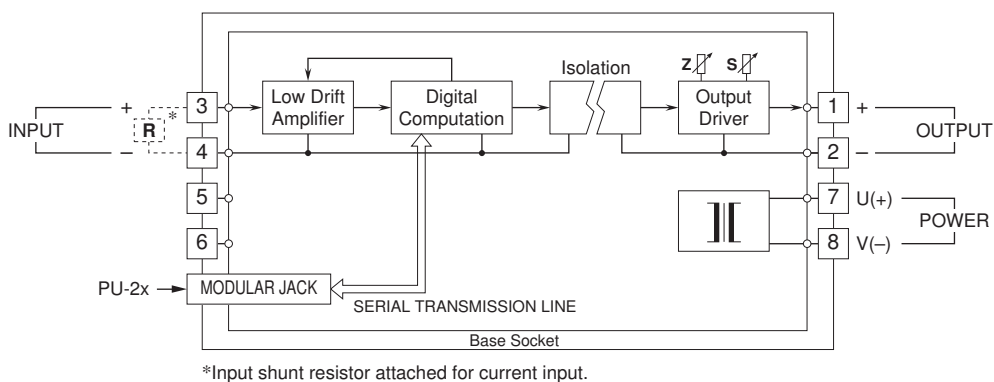 Isolation
Z S
Low Drift
Amplifier
Digital
Computation
Output
Driver
INPUT
+
R
*
–
3
4
5
6
1 +
2 –
OUTPUT
7 U(+)
8 V(–)
POWER
PU-2x
MODULAR JACK
SERIAL TRANSMISSION LINE
Base Socket
*Input shunt resistor attached for current input.